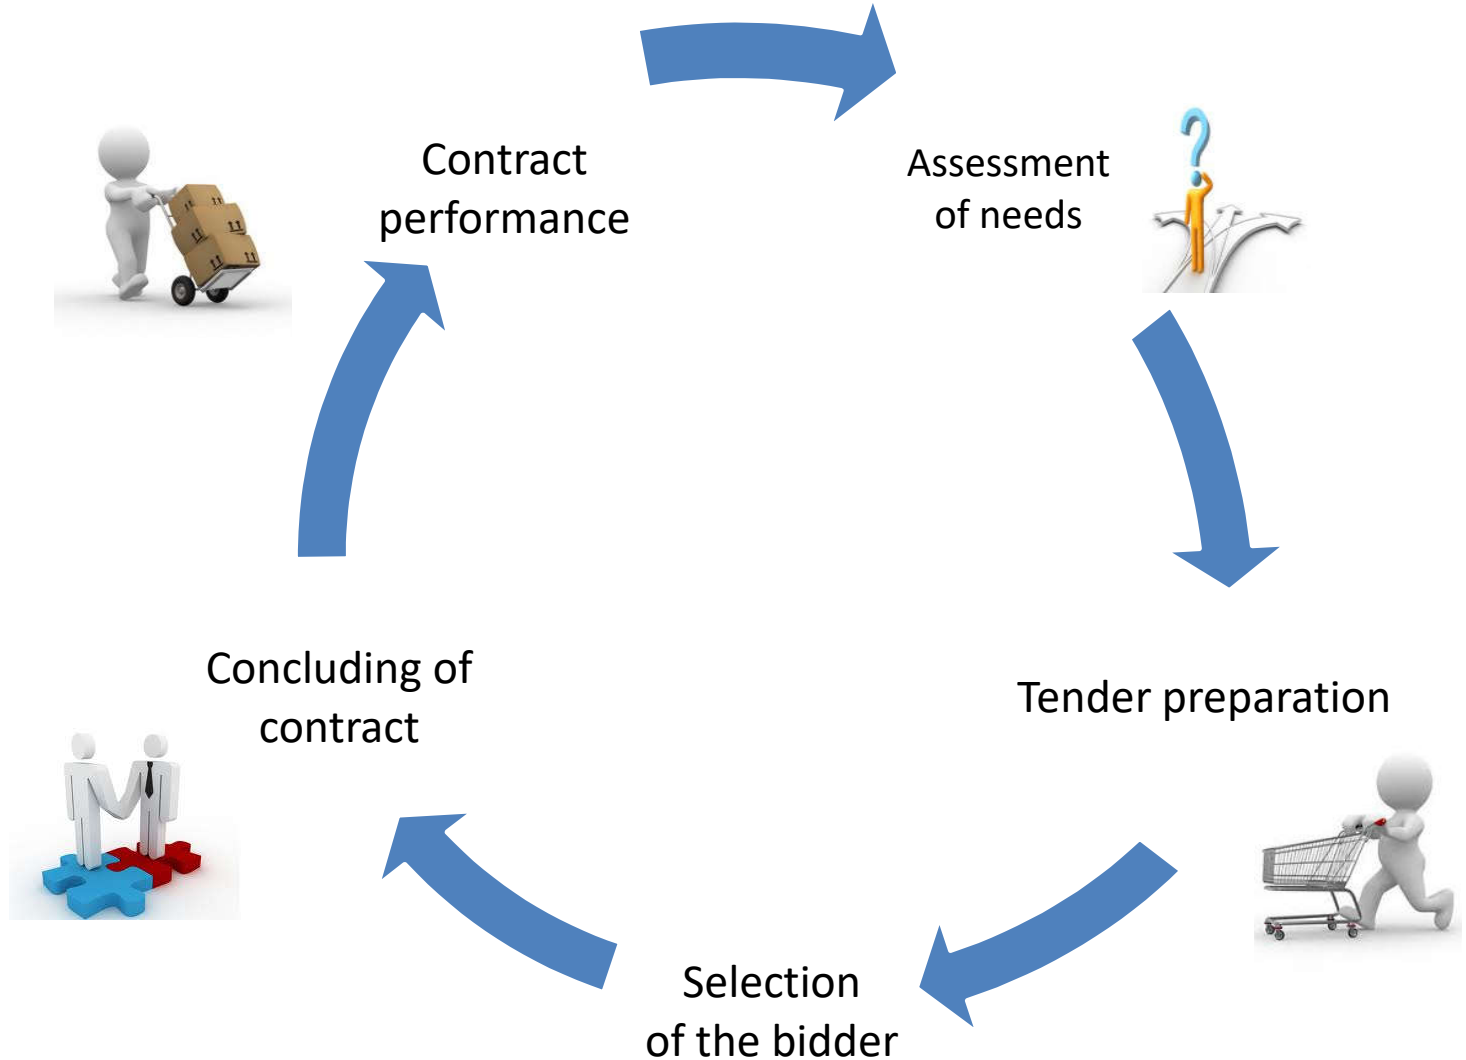 Contract
performance
Assessment
of needs
Concluding of
contract
Tender preparation
Selection
of the bidder